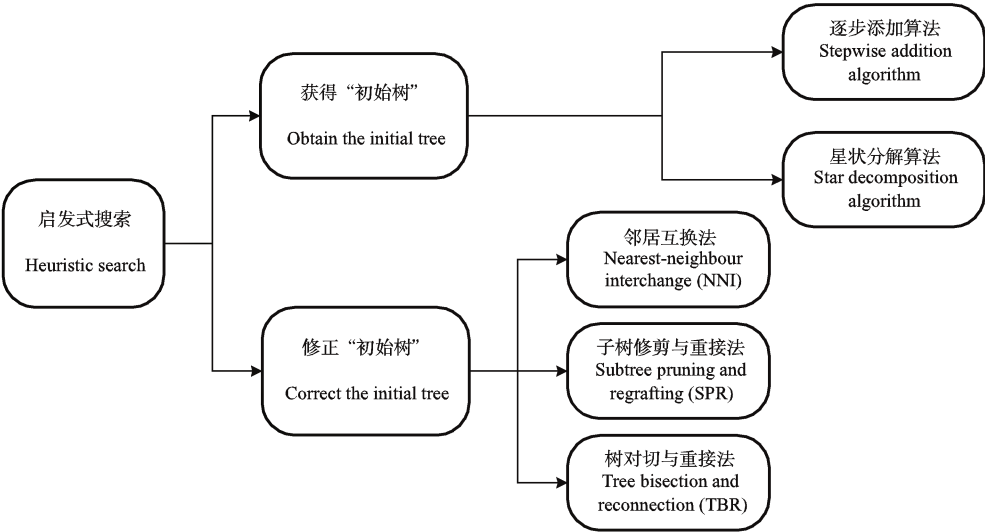 启发式搜索
Heuristic search
获得“初始树”
Obtain the initial tree
修正“初始树”
Correct the initial tree
逐步添加算法
Stepwise addition
algorithm
星状分解算法
Star decomposition
algorithm
邻居互换法
Nearest-neighbour
interchange (NNI)
子树修剪与重接法
Subtree pruning and
regrafting (SPR)
树对切与重接法
Tree bisection and
reconnection (TBR)